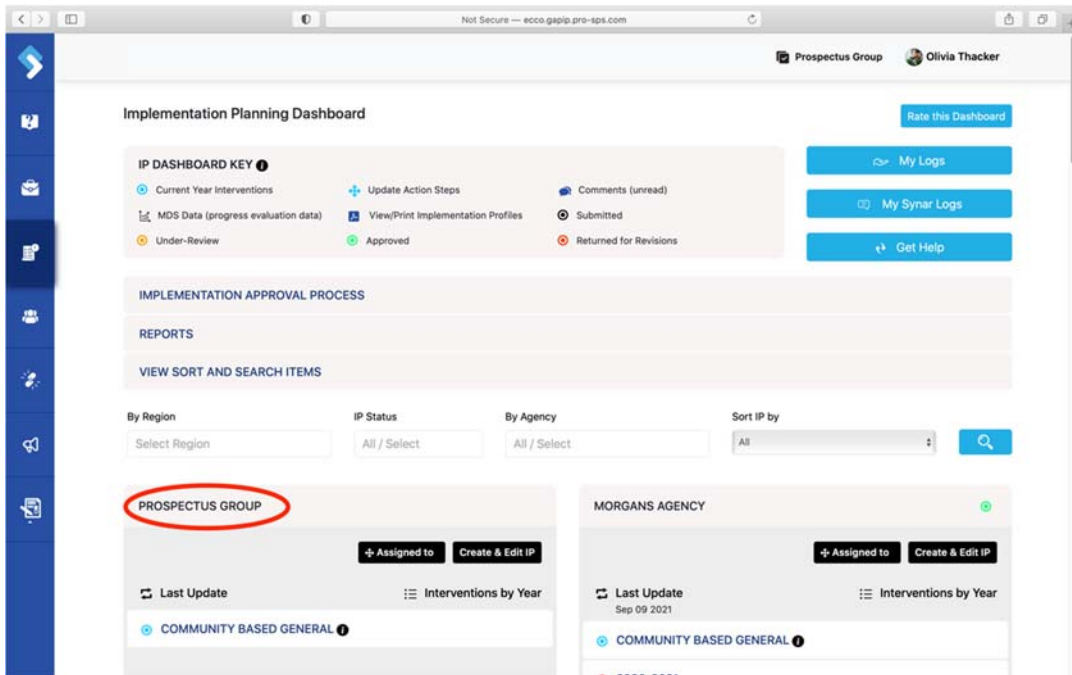 Not Secure — ecco.gapip.pro-sps.com
Prospectus Group
Olivia Thacker
Implementation Planning Dashboard
Rate this Dashboard
IP DASHBOARD KEY
Current Year Interventions
Update Action Steps
Comments (unread)
MDS Data (progress evaluation data)
View/Print Implementation Profiles
Submitted
Under-Review
Approved
Returned for Revisions
My Logs
My Synar Logs
Get Help
IMPLEMENTATION APPROVAL PROCESS
REPORTS
VIEW SORT AND SEARCH ITEMS
By Region
IP Status
By Agency
Sort IP by
Select Region
All / Select
All / Select
All
PROSPECTUS GROUP
Assigned to
Create & Edit IP
Last Update
Interventions by Year
COMMUNITY BASED GENERAL
MORGANS AGENCY
Assigned to
Create & Edit IP
Last Update
Interventions by Year
Sep 09 2021
COMMUNITY BASED GENERAL